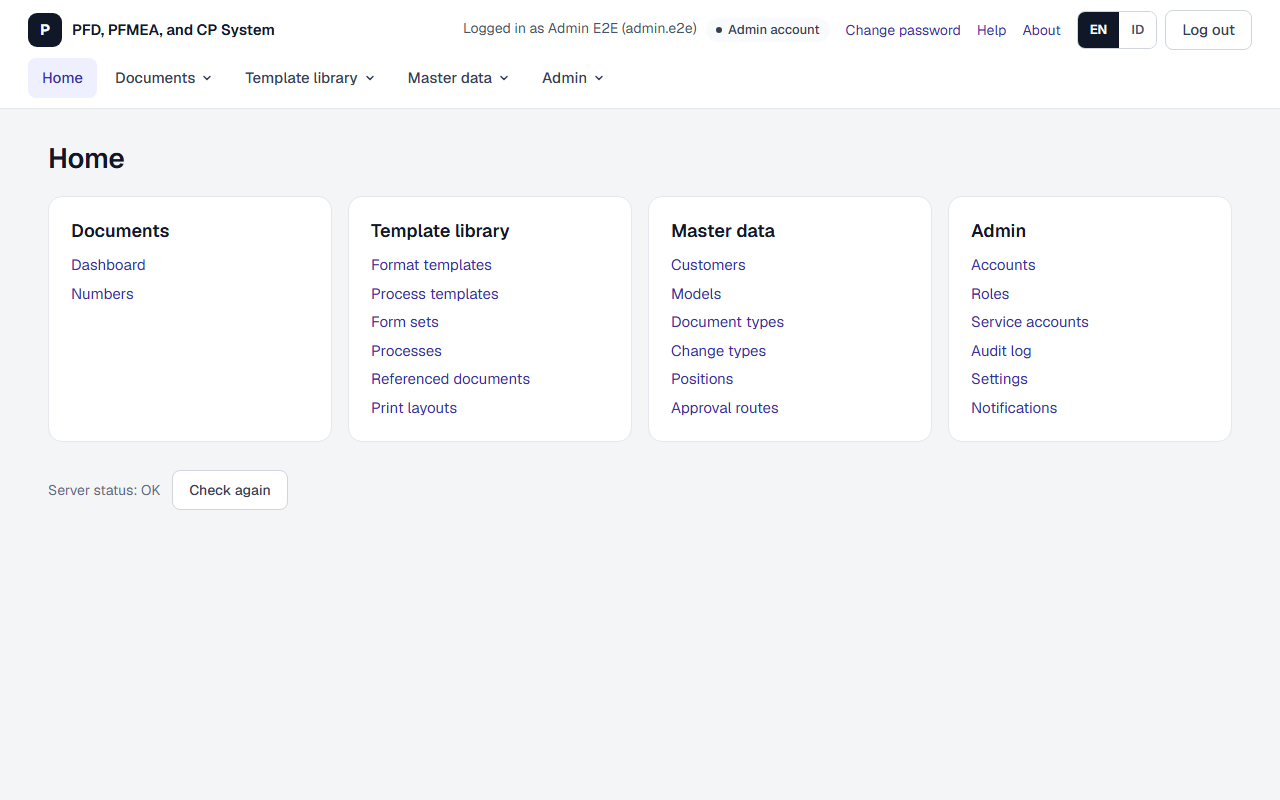 P PFD, PFMEA, and CP System Logged in as Admin E2E (admin.e2e) Admin account Change password Help About EN ID Log out
Home Documents Template library Master data Admin
Home
Documents
Dashboard
Numbers
Template library
Format templates
Process templates
Form sets
Processes
Referenced documents
Print layouts
Master data
Customers
Models
Document types
Change types
Positions
Approval routes
Admin
Accounts
Roles
Service accounts
Audit log
Settings
Notifications
Server status: OK Check again